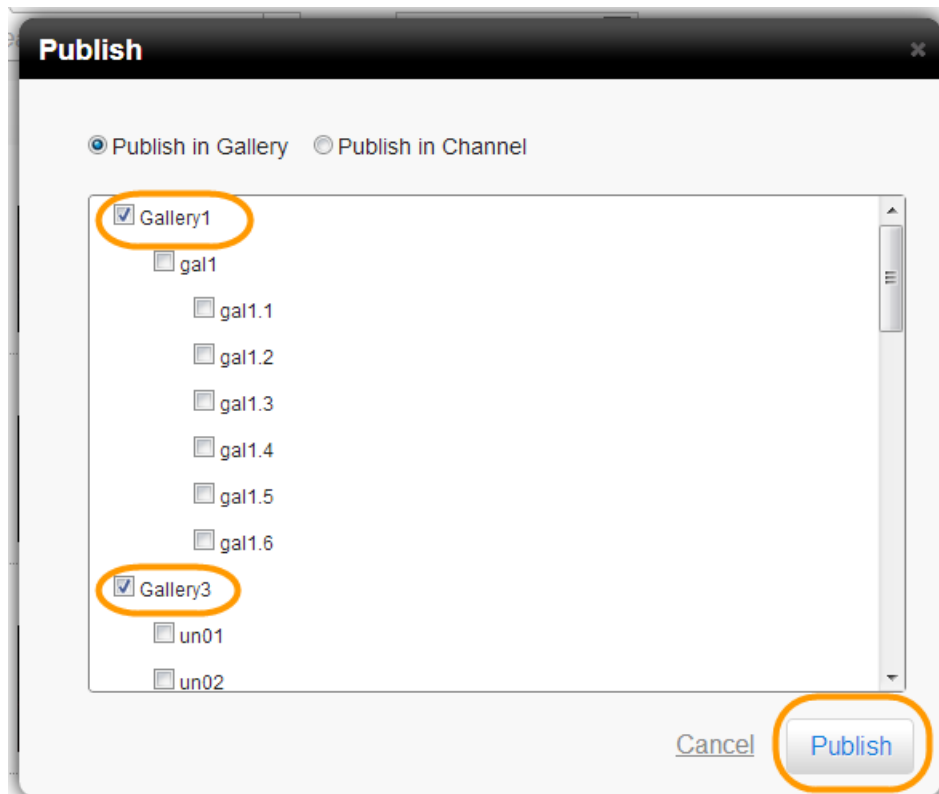 Publish
Publish in Gallery Publish in Channel
Gallery1
gal1
gal1.1
gal1.2
gal1.3
gal1.4
gal1.5
gal1.6
Gallery3
un01
un02
Cancel Publish